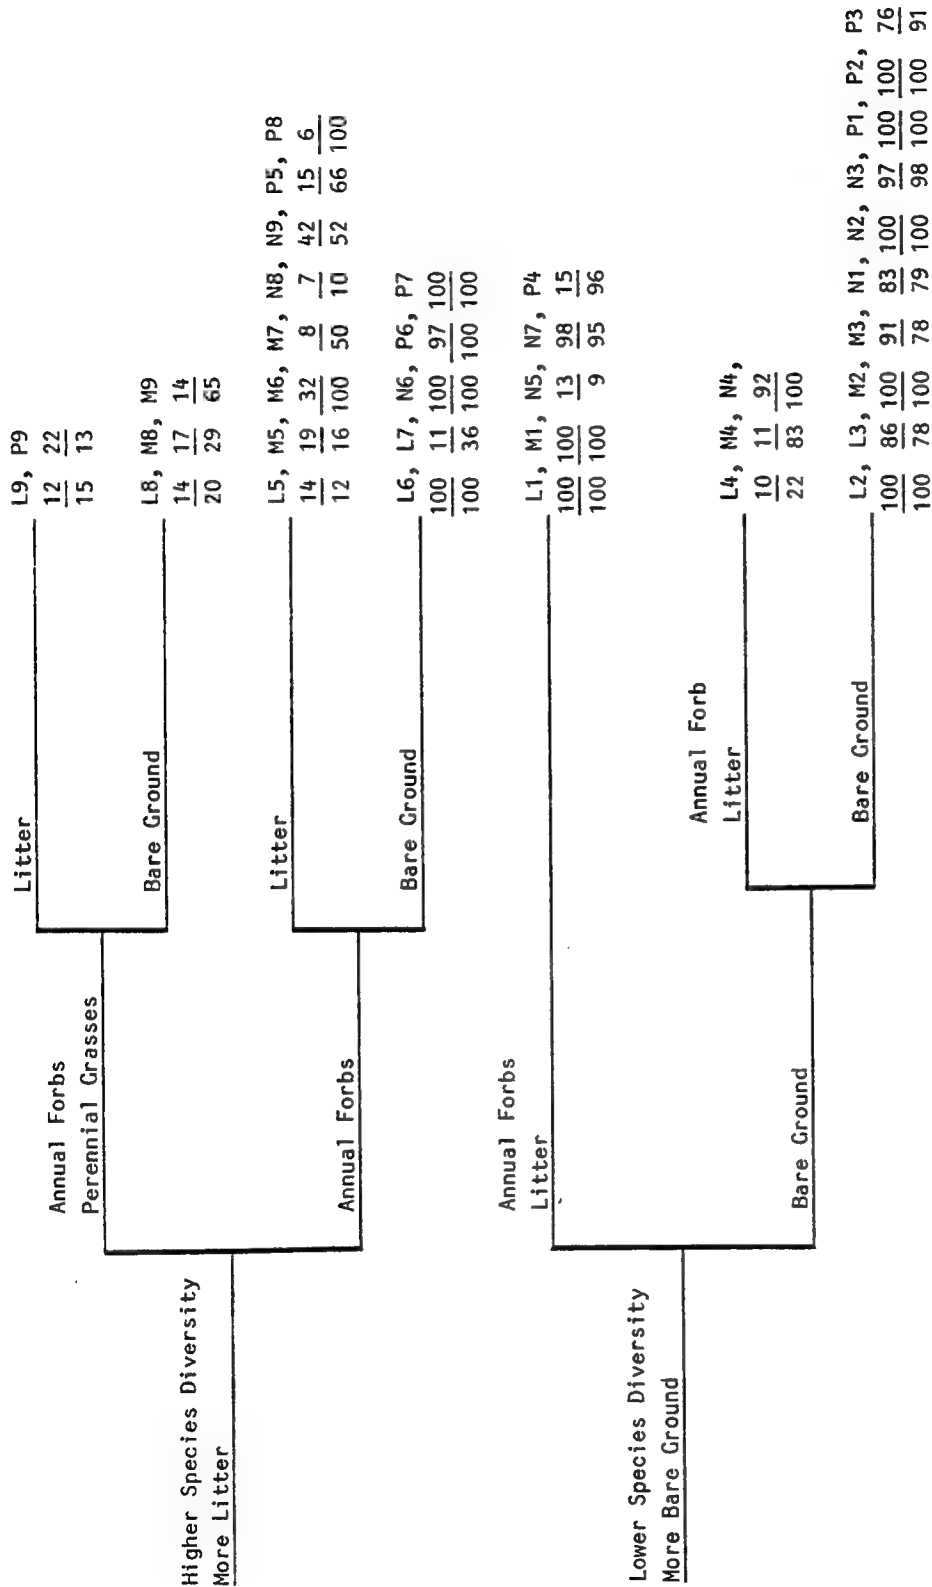 Higher Species Diversity
More Litter
Annual Forbs
Perennial Grasses
Litter
L9, P9
12 22
15 13
Bare Ground
L8, M8, M9
14 17 14
20 29 65
Annual Forbs
Litter
L5, M5, M6, M7, N8, N9, P5, P8
14 19 32 8 7 42 15 6
12 16 100 50 10 52 66 100
Bare Ground
L6, L7, N6, P6, P7
100 11 100 97 100
100 36 100 100 100
Lower Species Diversity
More Bare Ground
Annual Forbs
Litter
L1, M1, N5, N7, P4
100 100 13 98 15
100 100 9 95 96
Bare Ground
Annual Forb
Litter
L4, M4, N4,
10 11 92
22 83 100
Bare Ground
L2, L3, M2, M3, N1, N2, N3, P1, P2, P3
100 86 100 91 83 100 97 100 100 76
100 78 100 78 79 100 98 100 100 91